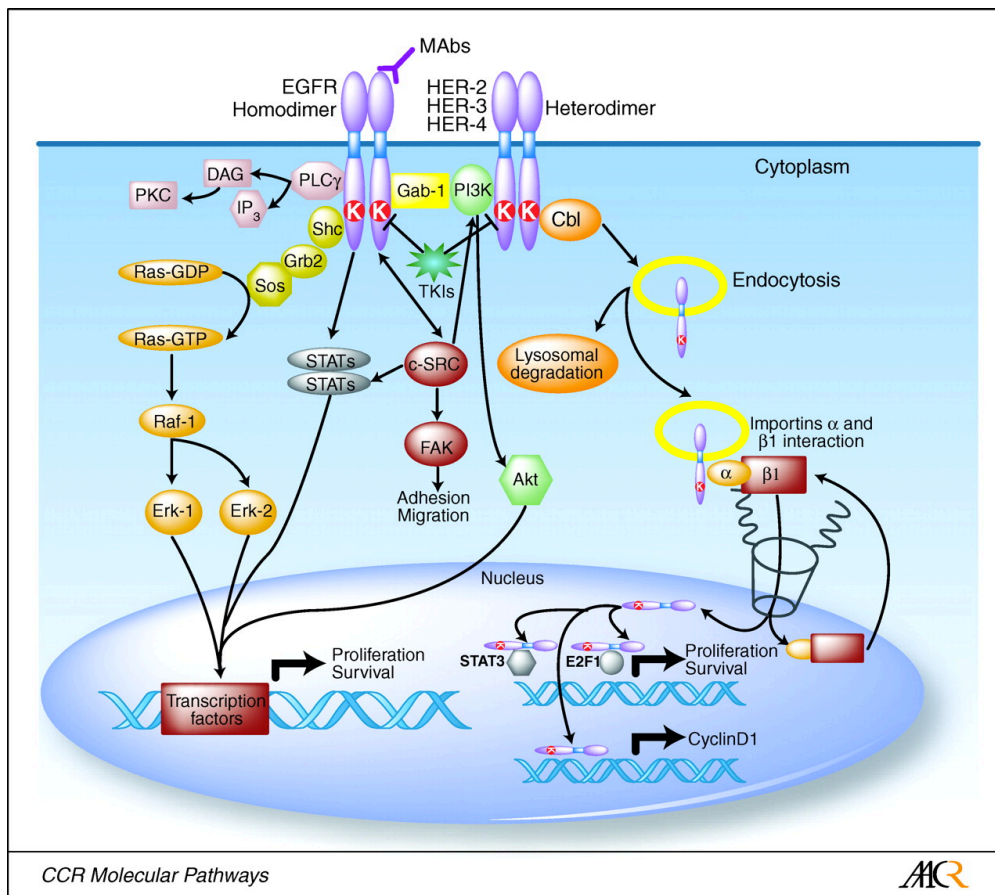 MAbs
EGFR
Homodimer
HER-2
HER-3
HER-4
Heterodimer
Cytoplasm
PKC
DAG
IP3
PLCγ
K
K
Gab-1
PI3K
K
K
Cbl
Shc
Grb2
Sos
TKIs
Ras-GDP
Ras-GTP
Endocytosis
K
STATs
STATs
c-SRC
Lysosomal
degradation
Raf-1
FAK
Importins α and
β1 interaction
K
α
β1
Akt
Erk-1
Erk-2
Adhesion
Migration
Nucleus
K
K
STAT3
K
E2F1
Proliferation
Survival
Proliferation
Survival
Transcription
factors
K
CyclinD1
CCR Molecular Pathways
AACR